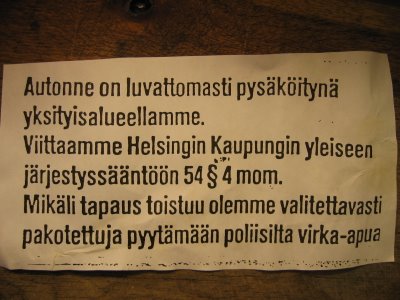 Autonne on luvattomasti pysäköitynä
yksityisalueellamme.
Viittaamme Helsingin Kaupungin yleiseen
järjestyssääntöön 54 § 4 mom.
Mikäli tapaus toistuu olemme valitettavasti
pakotettuja pyytämään poliisilta virka-apua